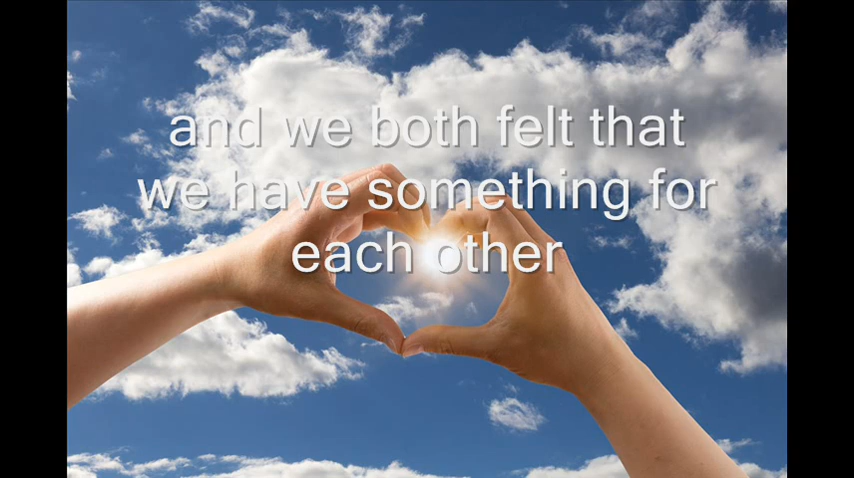 and we both felt that
we have something for
each other